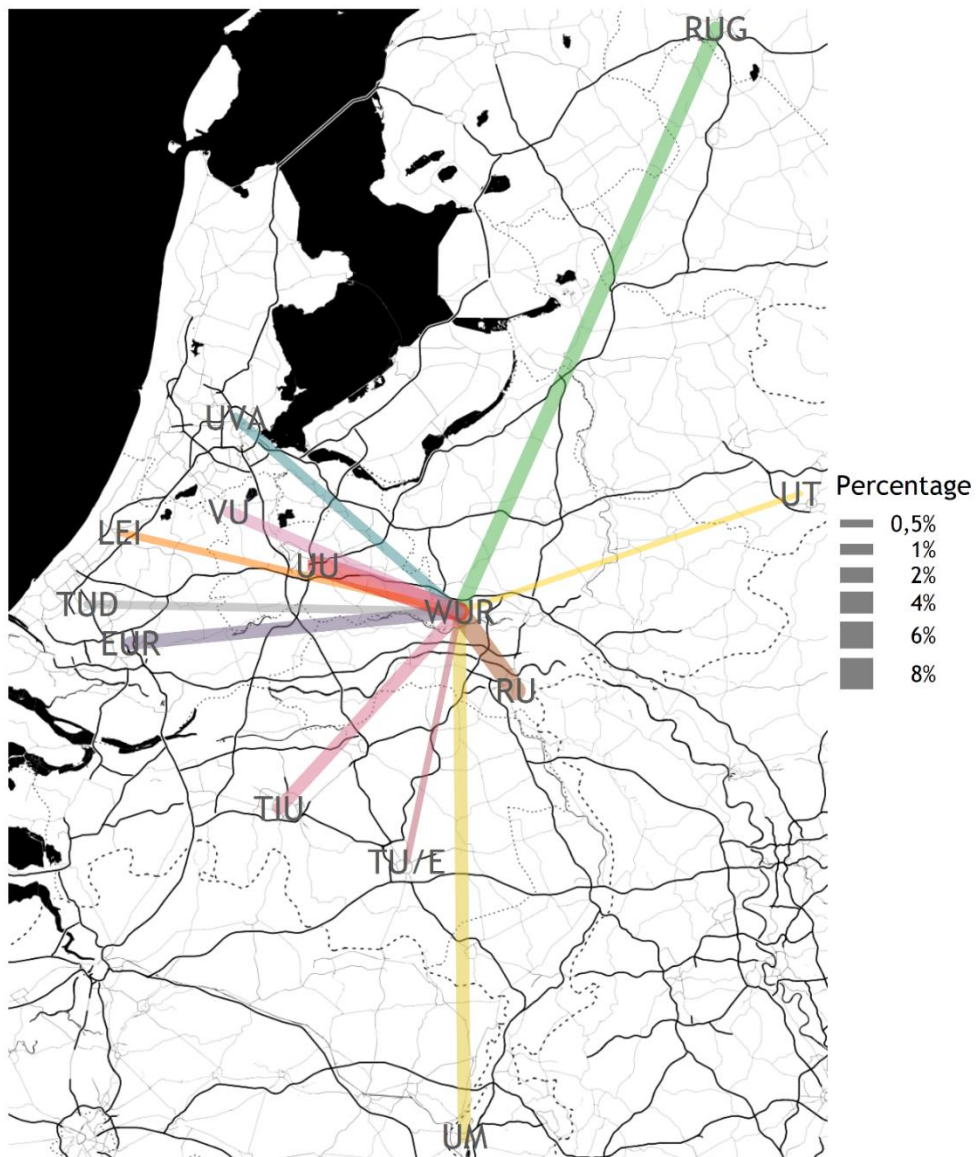 RUG
UVA
UT
VU
LEI
UU
TUD
WUR
EUR
RU
TIU
TU/E
UM
Percentage
0,5%
1%
2%
4%
6%
8%